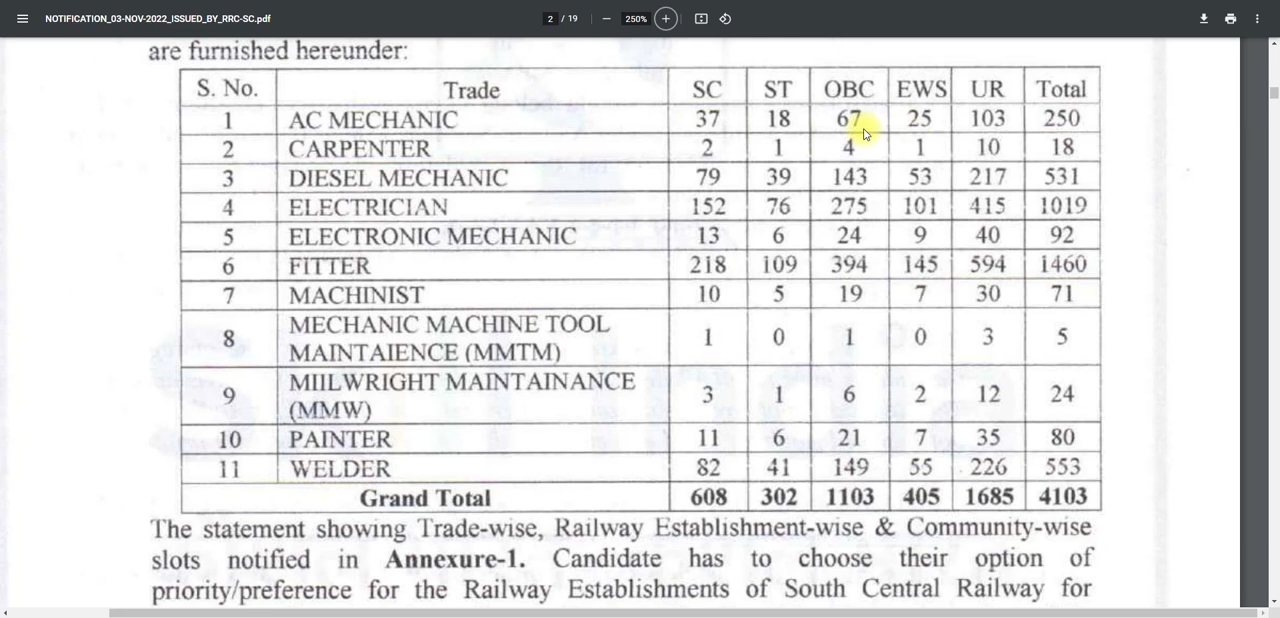 NOTIFICATION_03-NOV-2022_ISSUED_BY_RRC-SC.pdf 2 / 19 250%
are furnished hereunder:
S. No. Trade SC ST OBC EWS UR Total
1 AC MECHANIC 37 18 67 25 103 250
2 CARPENTER 2 1 4 1 10 18
3 DIESEL MECHANIC 79 39 143 53 217 531
4 ELECTRICIAN 152 76 275 101 415 1019
5 ELECTRONIC MECHANIC 13 6 24 9 40 92
6 FITTER 218 109 394 145 594 1460
7 MACHINIST 10 5 19 7 30 71
8 MECHANIC MACHINE TOOL
MAINTAIENCE (MMTM) 1 0 1 0 3 5
9 MIILWRIGHT MAINTAINANCE
(MMW) 3 1 6 2 12 24
10 PAINTER 11 6 21 7 35 80
11 WELDER 82 41 149 55 226 553
Grand Total 608 302 1103 405 1685 4103
The statement showing Trade-wise, Railway Establishment-wise & Community-wise
slots notified in Annexure-1. Candidate has to choose their option of
priority/preference for the Railway Establishments of South Central Railway for